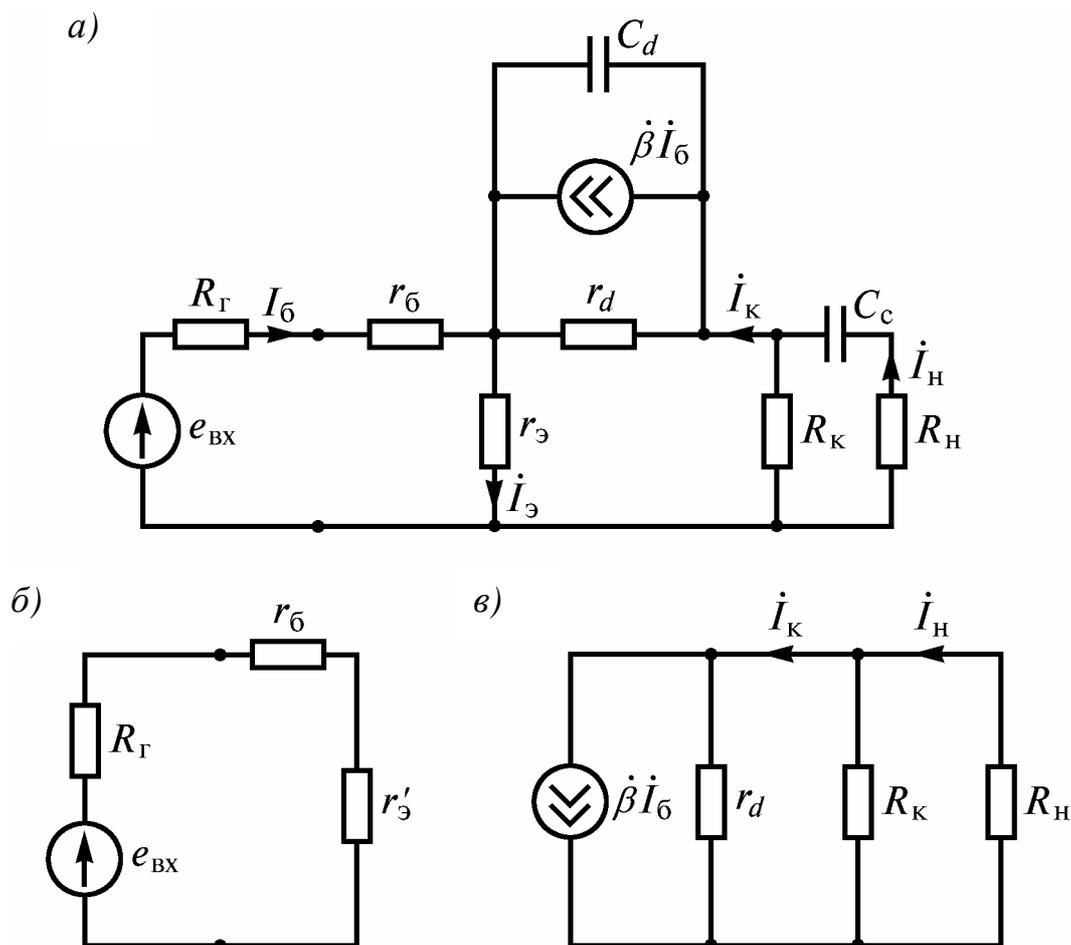 а)
C_d
β̇İ_б
R_г
I_б
r_б
r_d
İ_к
C_с
İ_н
e_вх
r_э
R_к
R_н
İ_э
б)
r_б
R_г
r_э′
e_вх
в)
İ_к
İ_н
β̇İ_б
r_d
R_к
R_н